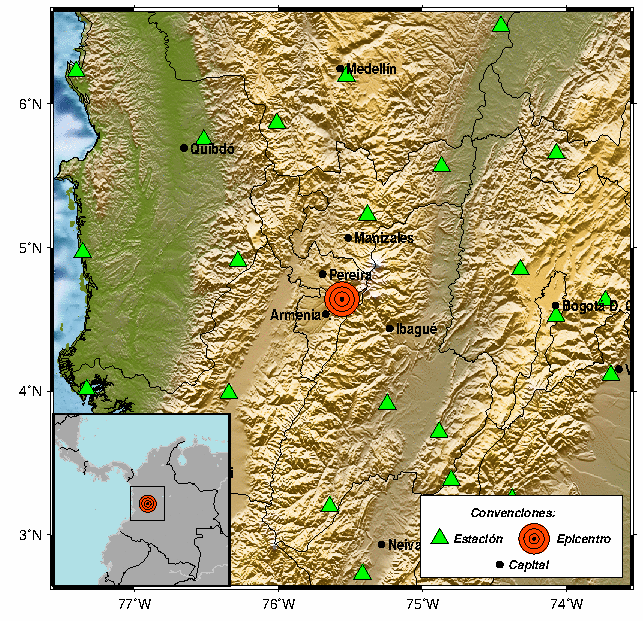 Medellín
6°N
Quibdó
5°N
Manizales
Pereira
Armenia
Bogotá D. C
Ibagué
V
4°N
i
Convenciones:
Estación
Epicentro
Capital
3°N
Neiva
77°W
76°W
75°W
74°W